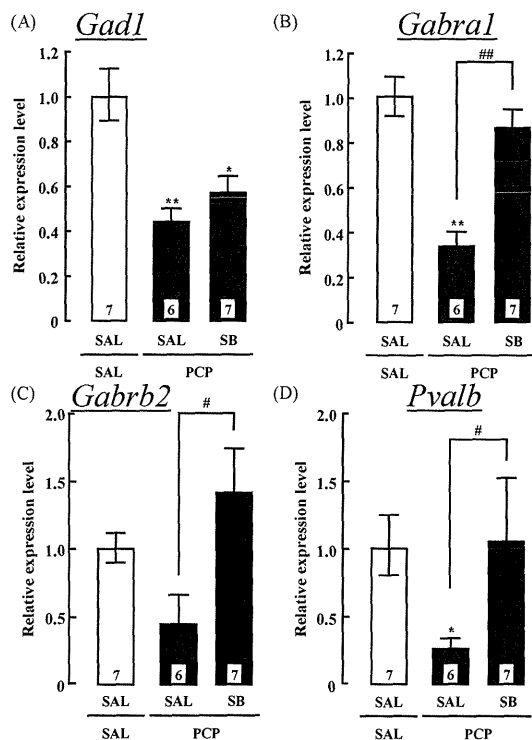 (A)
Gad1
Relative expression level
1.2
1.0
0.8
0.6
0.4
0.2
0
**
*
7
6
7
SAL
SAL
SB
SAL
PCP
(B)
Gabra1
Relative expression level
1.2
1.0
0.8
0.6
0.4
0.2
0
##
**
7
6
7
SAL
SAL
SB
SAL
PCP
(C)
Gabrb2
Relative expression level
2.0
1.5
1.0
0.5
0
#
7
6
7
SAL
SAL
SB
SAL
PCP
(D)
Pvalb
Relative expression level
2.0
1.5
1.0
0.5
0
#
*
7
6
7
SAL
SAL
SB
SAL
PCP